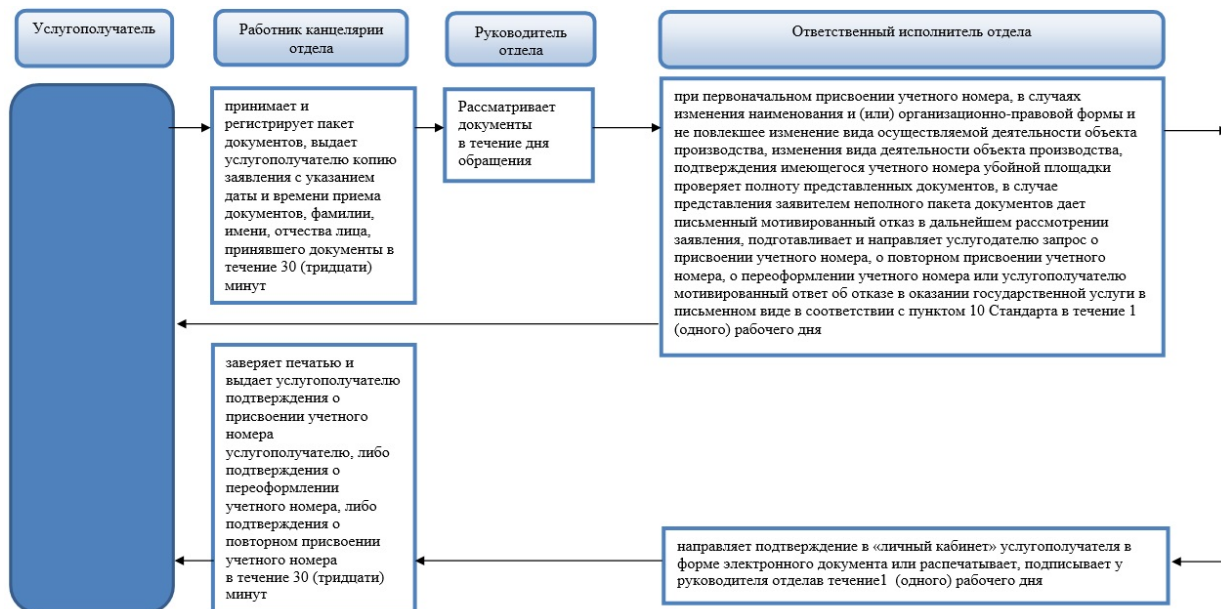 Услугополучатель
Работник канцелярии
отдела
Руководитель
отдела
Ответственный исполнитель отдела
принимает и
регистрирует пакет
документов, выдает
услугополучателю копию
заявления с указанием
даты и времени приема
документов, фамилии,
имени, отчества лица,
принявшего документы в
течение 30 (тридцати)
минут
Рассматривает
документы
в течение дня
обращения
при первоначальном присвоении учетного номера, в случаях
изменения наименования и (или) организационно-правовой формы и
не повлекшее изменение вида осуществляемой деятельности объекта
производства, изменения вида деятельности объекта производства,
подтверждения имеющегося учетного номера убойной площадки
проверяет полноту представленных документов, в случае
представления заявителем неполного пакета документов дает
письменный мотивированный отказ в дальнейшем рассмотрении
заявления, подготавливает и направляет услугодателю запрос о
присвоении учетного номера, о повторном присвоении учетного
номера, о переоформлении учетного номера или услугополучателю
мотивированный ответ об отказе в оказании государственной услуги в
письменном виде в соответствии с пунктом 10 Стандарта в течение 1
(одного) рабочего дня
заверяет печатью и
выдает услугополучателю
подтверждения о
присвоении учетного
номера
услугополучателю, либо
подтверждения о
переоформлении
учетного номера, либо
подтверждения о
повторном присвоении
учетного номера
в течение 30 (тридцати)
минут
направляет подтверждение в «личный кабинет» услугополучателя в
форме электронного документа или распечатывает, подписывает у
руководителя отделав течение1 (одного) рабочего дня